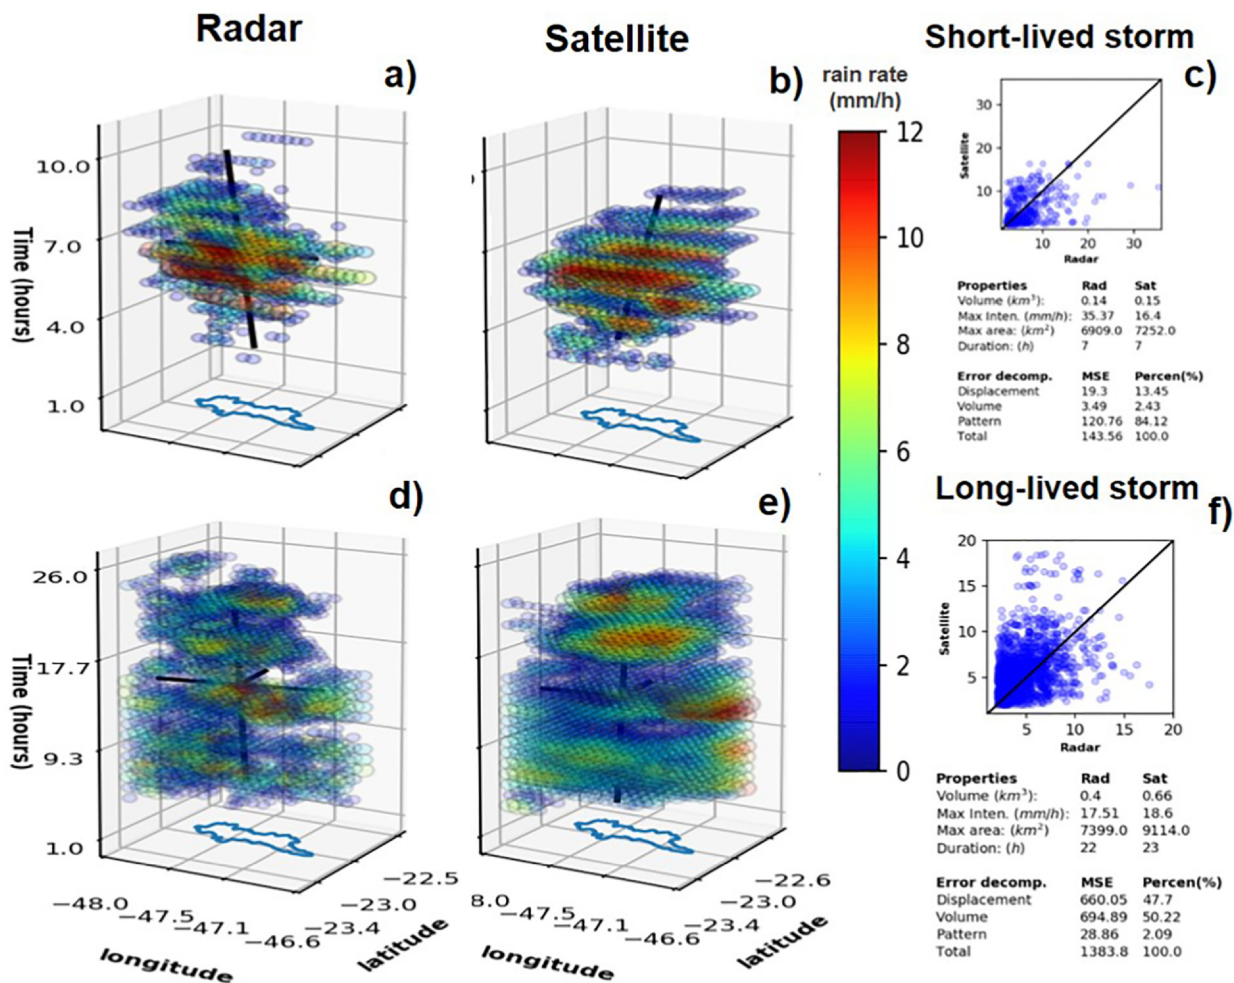 Radar
Satellite
Short-lived storm
a)
b)
rain rate
(mm/h)
c)
10.0
7.0
4.0
1.0
Time (hours)
12
10
8
6
4
2
0
30
20
10
Satellite
10 20 30
Radar
Properties Rad Sat
Volume (km³): 0.14 0.15
Max Inten. (mm/h): 35.37 16.4
Max area: (km²) 6909.0 7252.0
Duration: (h) 7 7
Error decomp. MSE Percen(%)
Displacement 19.3 13.45
Volume 3.49 2.43
Pattern 120.76 84.12
Total 143.56 100.0
Long-lived storm
d)
e)
f)
26.0
17.7
9.3
1.0
Time (hours)
−48.0
−47.5
−47.1
−46.6
longitude
−22.5
−23.0
−23.4
latitude
8.0
−47.5
−47.1
−46.6
longitude
−22.6
−23.0
−23.4
latitude
20
15
10
5
Satellite
5 10 15 20
Radar
Properties Rad Sat
Volume (km³): 0.4 0.66
Max Inten. (mm/h): 17.51 18.6
Max area: (km²) 7399.0 9114.0
Duration: (h) 22 23
Error decomp. MSE Percen(%)
Displacement 660.05 47.7
Volume 694.89 50.22
Pattern 28.86 2.09
Total 1383.8 100.0